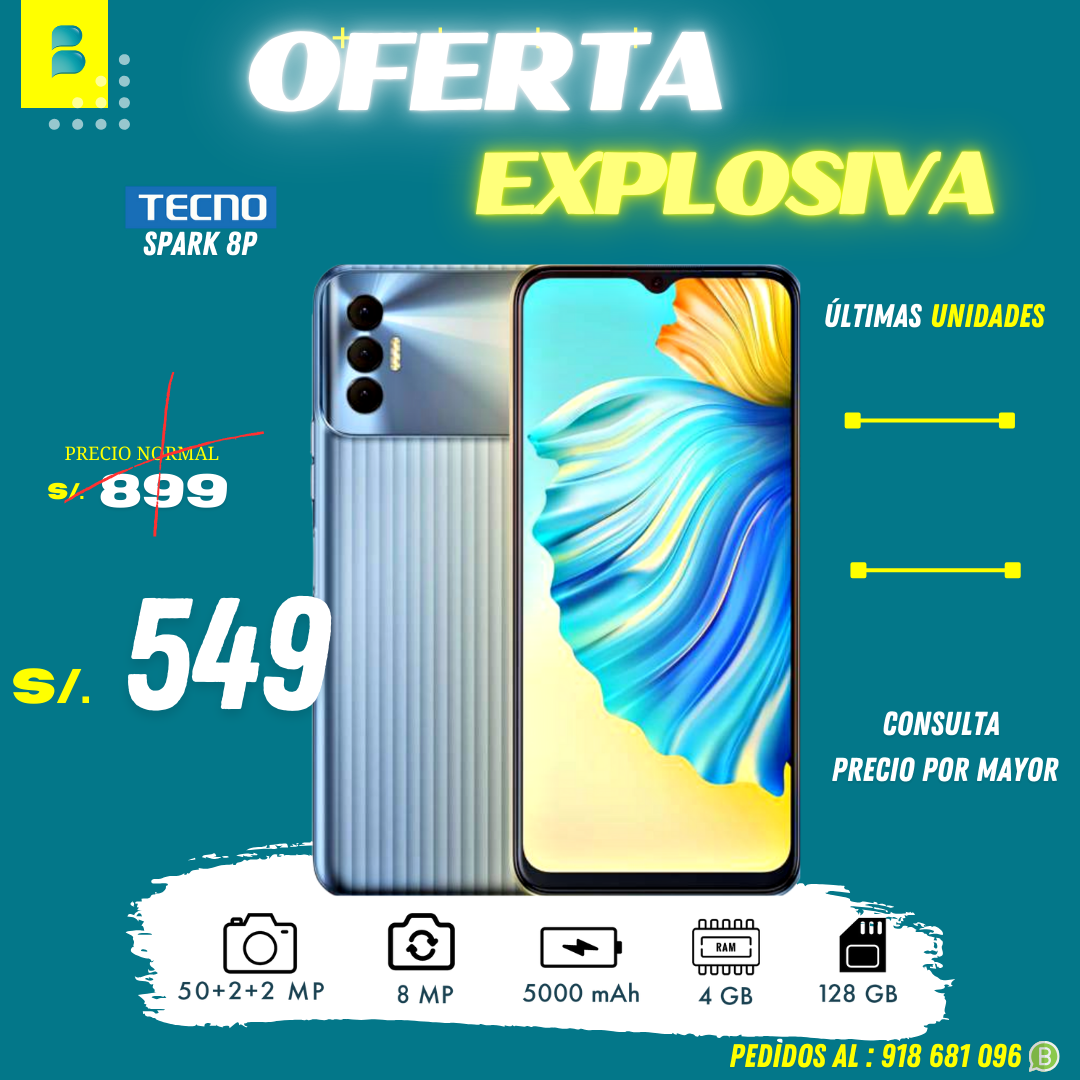 B
OFERTA
EXPLOSIVA
TECNO
SPARK 8P
ÚLTIMAS UNIDADES
PRECIO NORMAL
S/. 899
S/. 549
CONSULTA
PRECIO POR MAYOR
RAM
50+2+2 MP
8 MP
5000 mAh
4 GB
128 GB
PEDIDOS AL : 918 681 096 B